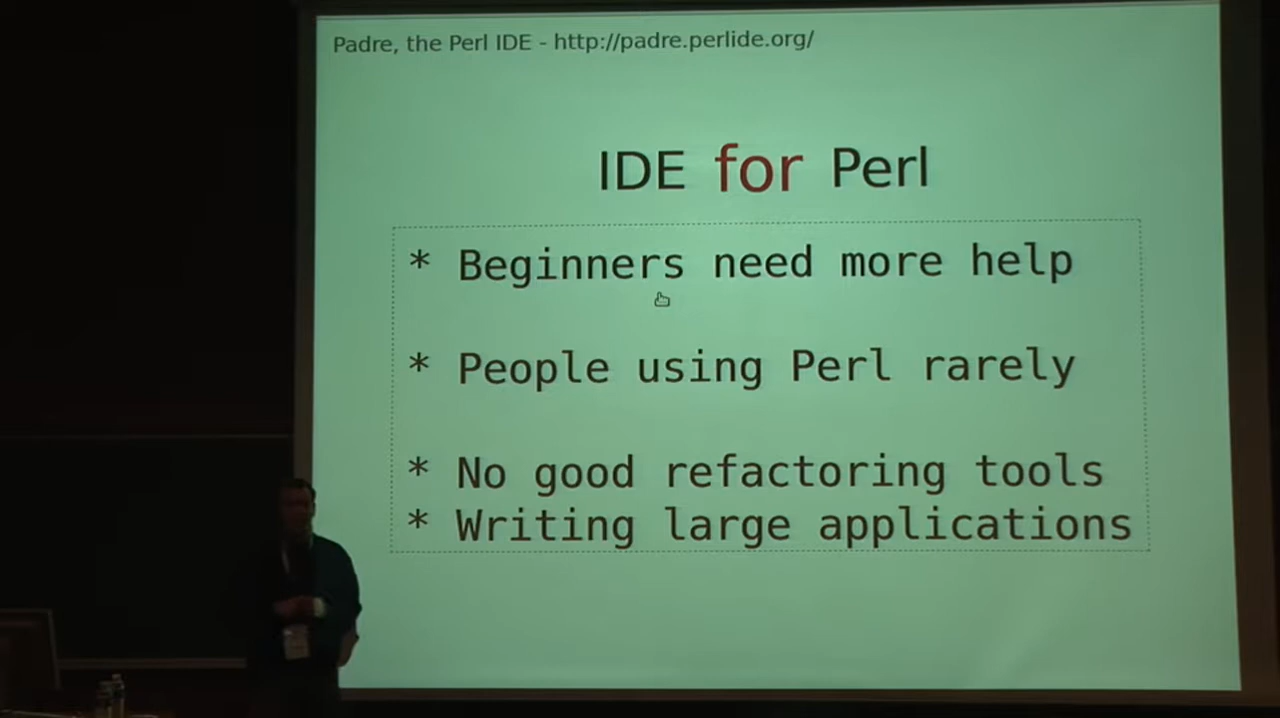 Padre, the Perl IDE - http://padre.perlide.org/
IDE for Perl
* Beginners need more help
* People using Perl rarely
* No good refactoring tools
* Writing large applications